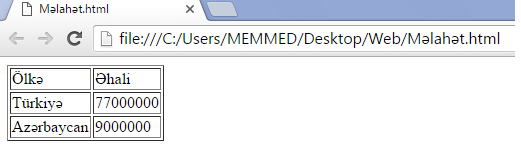 Məlahət.html
file:///C:/Users/MEMMED/Desktop/Web/Məlahət.html
Ölkə Əhali
Türkiyə 77000000
Azərbaycan 9000000